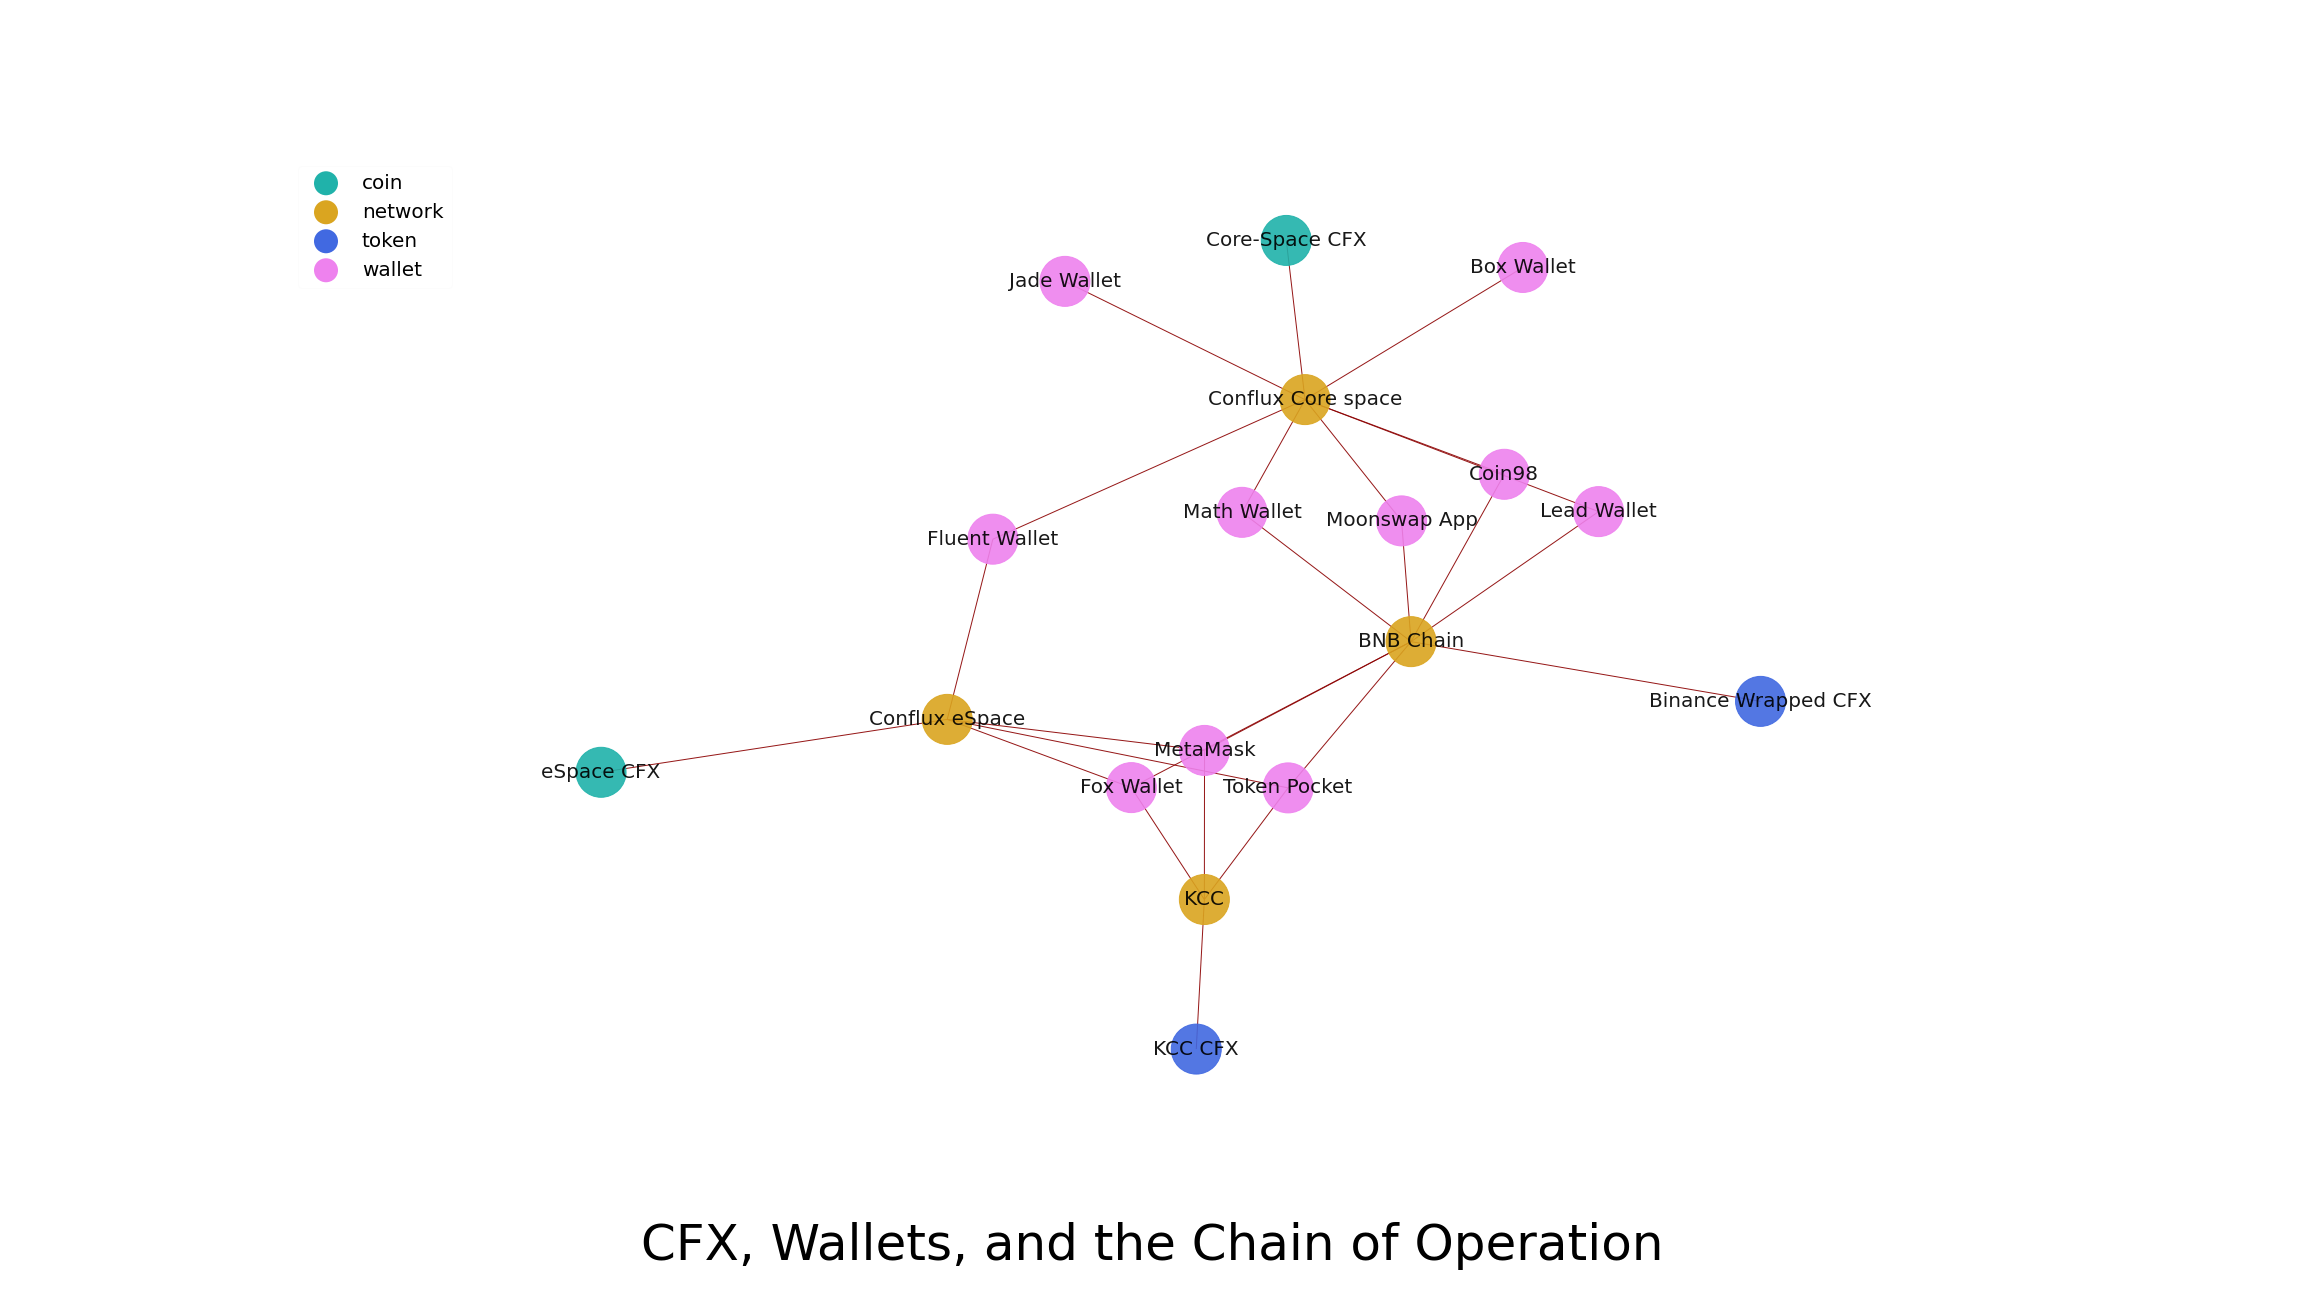 coin
network
token
wallet
Core-Space CFX
Box Wallet
Jade Wallet
Conflux Core space
Coin98
Math Wallet
Moonswap App
Lead Wallet
Fluent Wallet
BNB Chain
Binance Wrapped CFX
Conflux eSpace
MetaMask
eSpace CFX
Fox Wallet
Token Pocket
KCC
KCC CFX
CFX, Wallets, and the Chain of Operation